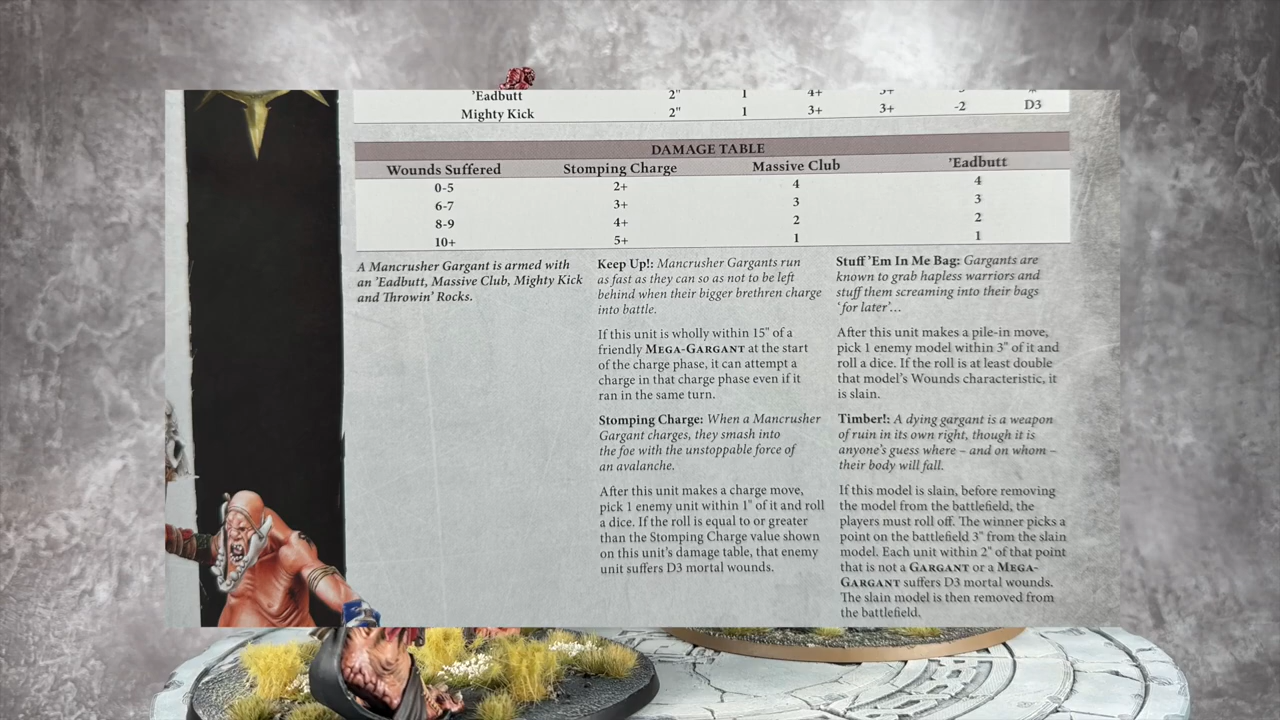 'Eadbutt 2" 1 4+
Mighty Kick 2" 1 3+ 3+ -2 D3
DAMAGE TABLE
Wounds Suffered Stomping Charge Massive Club 'Eadbutt
0-5 2+ 4 4
6-7 3+ 3 3
8-9 4+ 2 2
10+ 5+ 1 1
A Mancrusher Gargant is armed with
an 'Eadbutt, Massive Club, Mighty Kick
and Throwin' Rocks.
Keep Up!: Mancrusher Gargants run
as fast as they can so as not to be left
behind when their bigger brethren charge
into battle.
If this unit is wholly within 15" of a
friendly MEGA-GARGANT at the start
of the charge phase, it can attempt a
charge in that charge phase even if it
ran in the same turn.
Stomping Charge: When a Mancrusher
Gargant charges, they smash into
the foe with the unstoppable force of
an avalanche.
After this unit makes a charge move,
pick 1 enemy unit within 1" of it and roll
a dice. If the roll is equal to or greater
than the Stomping Charge value shown
on this unit's damage table, that enemy
unit suffers D3 mortal wounds.
Stuff 'Em In Me Bag: Gargants are
known to grab hapless warriors and
stuff them screaming into their bags
'for later'...
After this unit makes a pile-in move,
pick 1 enemy model within 3" of it and
roll a dice. If the roll is at least double
that model's Wounds characteristic, it
is slain.
Timber!: A dying gargant is a weapon
of ruin in its own right, though it is
anyone's guess where – and on whom –
their body will fall.
If this model is slain, before removing
the model from the battlefield, the
players must roll off. The winner picks a
point on the battlefield 3" from the slain
model. Each unit within 2" of that point
that is not a GARGANT or a MEGA-
GARGANT suffers D3 mortal wounds.
The slain model is then removed from
the battlefield.